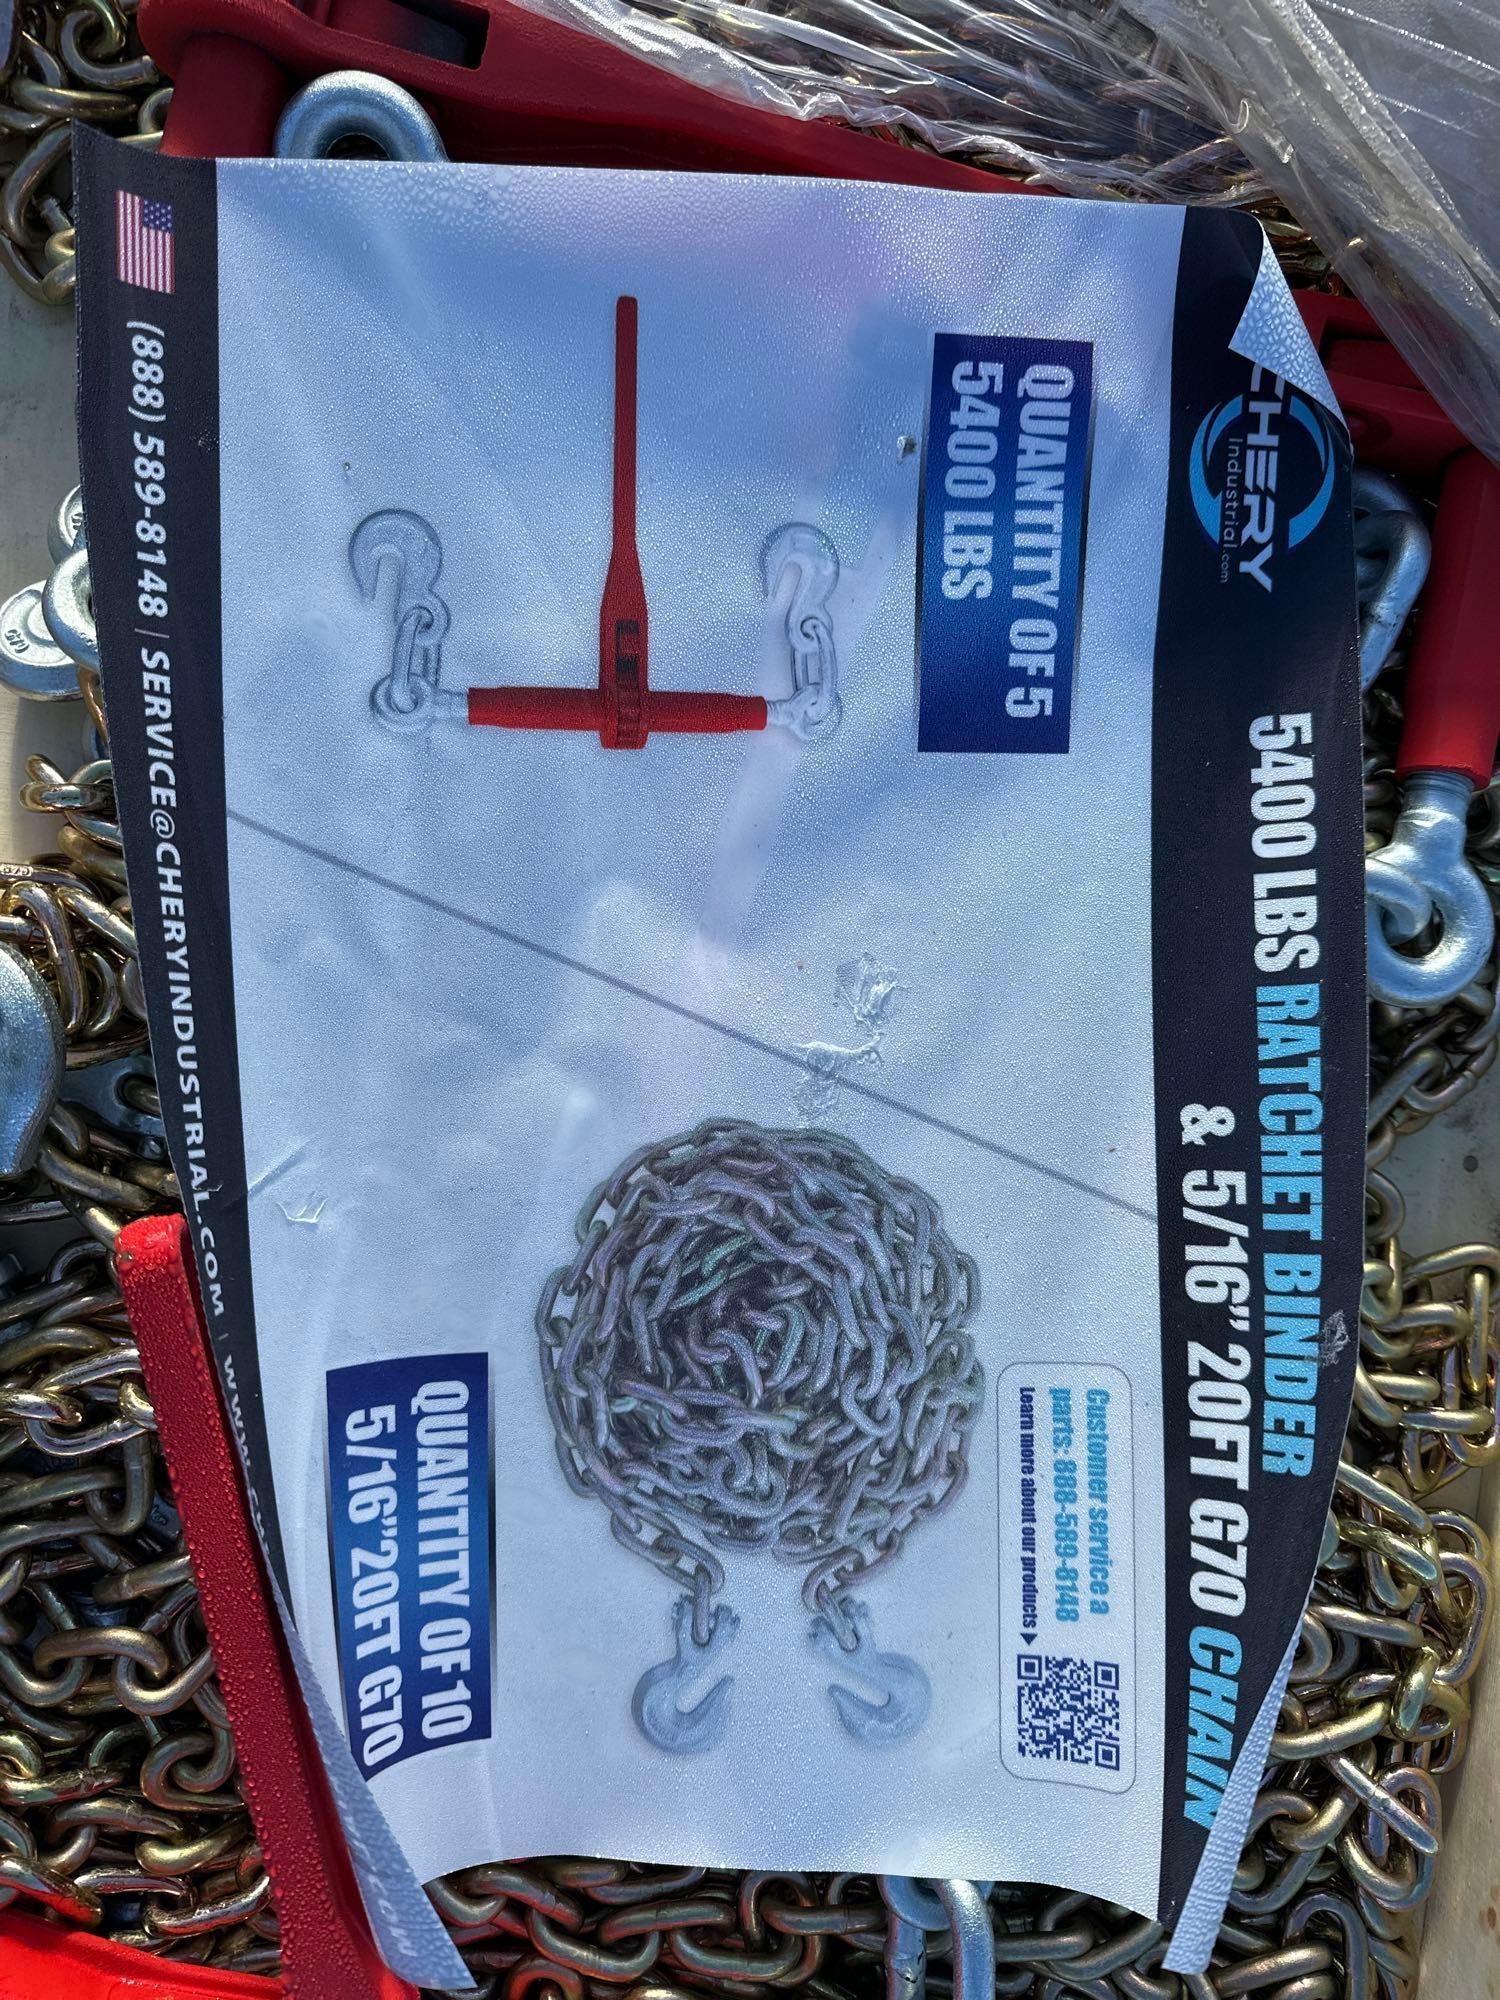 CHERY
Industrial.com
5400 LBS RATCHET BINDER
& 5/16” 20FT G70 CHAIN
QUANTITY OF 5
5400 LBS
Customer service a
parts: 888-589-8148
Learn more about our products
QUANTITY OF 10
5/16”20FT G70
(888) 589-8148 | SERVICE@CHERYINDUSTRIAL.COM |